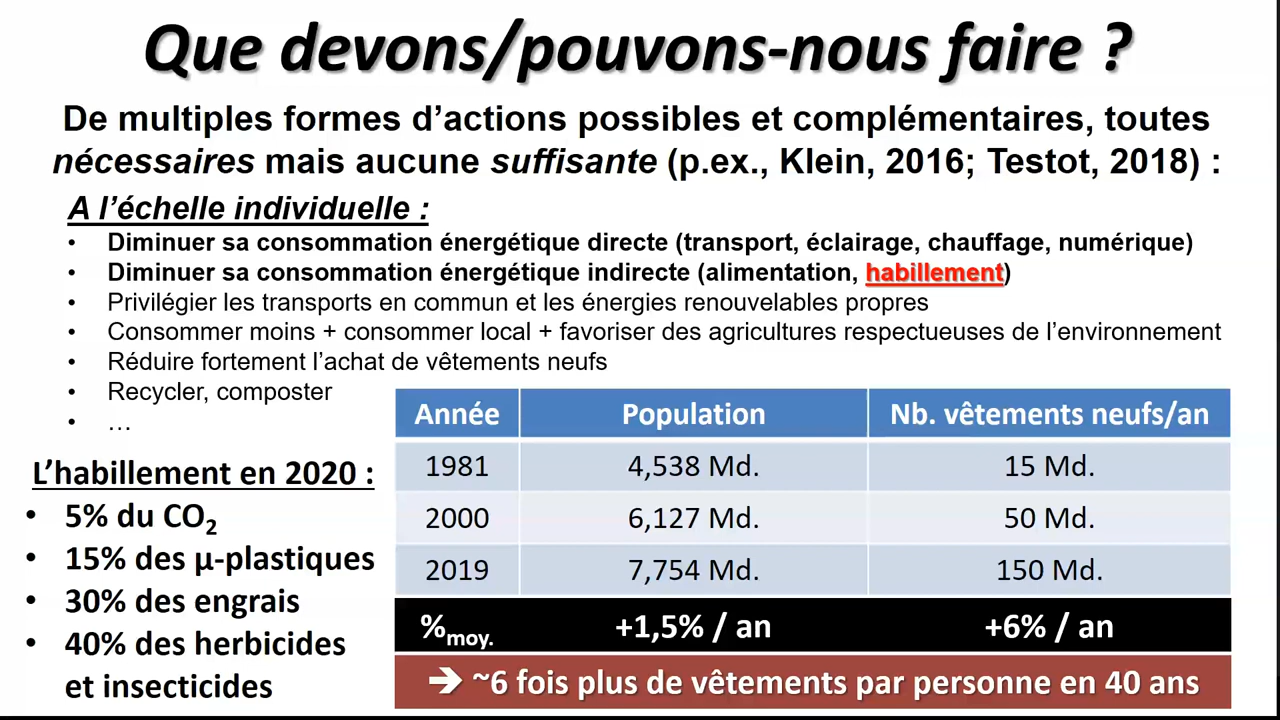 Que devons/pouvons-nous faire ?
De multiples formes d’actions possibles et complémentaires, toutes
nécessaires mais aucune suffisante (p.ex., Klein, 2016; Testot, 2018) :
A l’échelle individuelle :
• Diminuer sa consommation énergétique directe (transport, éclairage, chauffage, numérique)
• Diminuer sa consommation énergétique indirecte (alimentation, habillement)
• Privilégier les transports en commun et les énergies renouvelables propres
• Consommer moins + consommer local + favoriser des agricultures respectueuses de l’environnement
• Réduire fortement l’achat de vêtements neufs
• Recycler, composter
• …
L’habillement en 2020 :
• 5% du CO₂
• 15% des µ-plastiques
• 30% des engrais
• 40% des herbicides
et insecticides
Année Population Nb. vêtements neufs/an
1981 4,538 Md. 15 Md.
2000 6,127 Md. 50 Md.
2019 7,754 Md. 150 Md.
%moy. +1,5% / an +6% / an
➔ ~6 fois plus de vêtements par personne en 40 ans